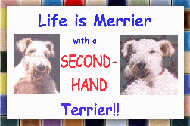 Life is Merrier
with a
SECOND-
HAND
Terrier!!